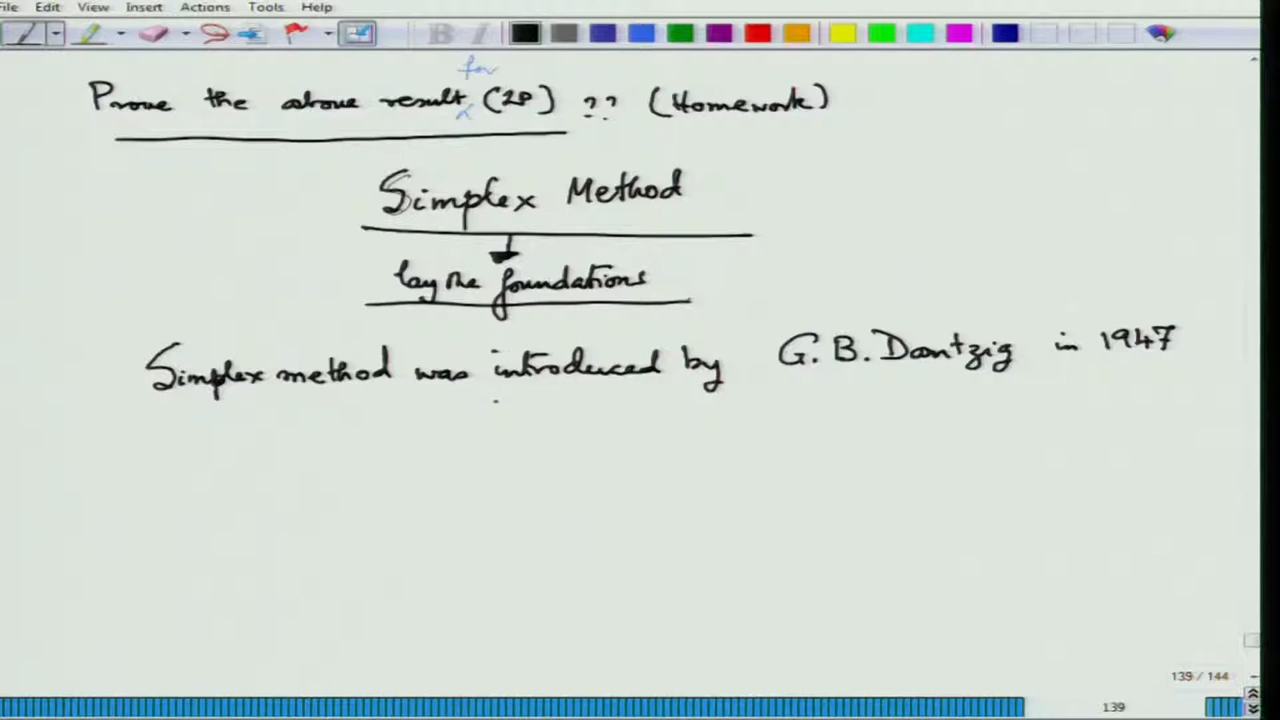 File Edit View Insert Actions Tools Help
for
Prove the above result (LP) ?? (Homework)
Simplex Method
lay the foundations
Simplex method was introduced by G. B. Dantzig in 1947
139 / 144
139